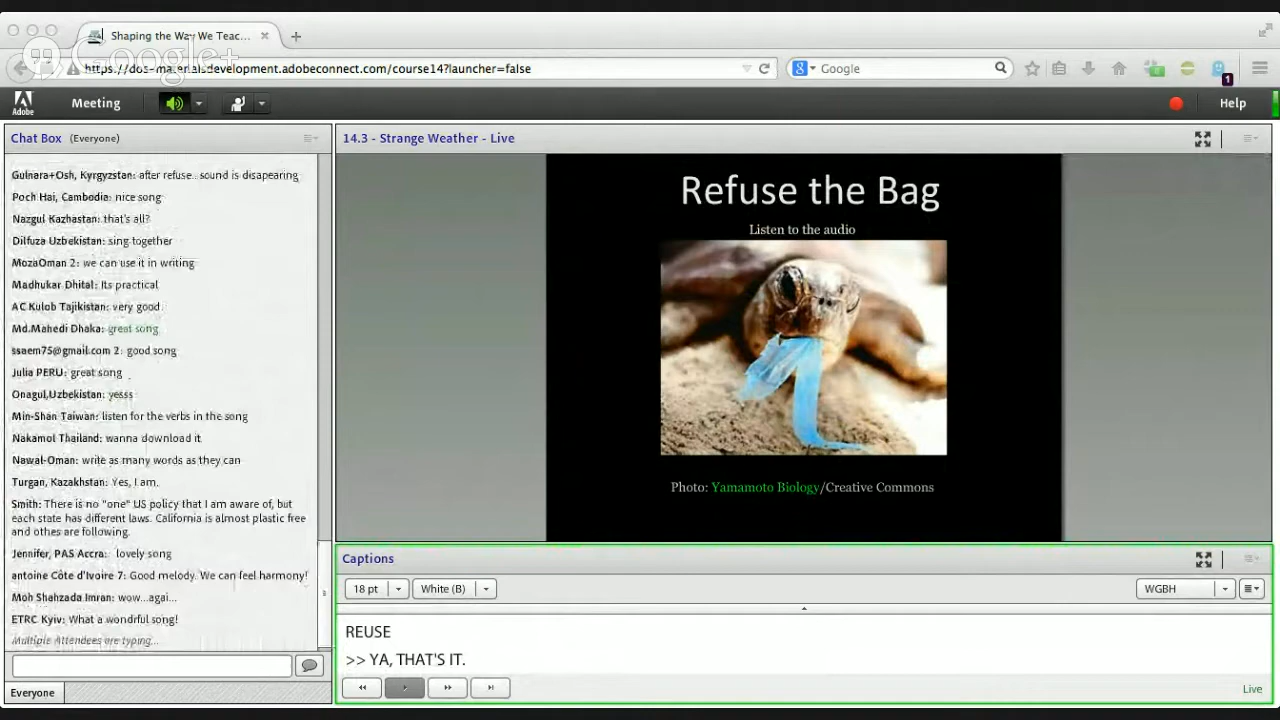 Shaping the Way We Teac...
Google+
https://dos-materialsdevelopment.adobeconnect.com/course14?launcher=false
Google
1
Adobe
Meeting
Help
Chat Box (Everyone)
Gulnara+Osh, Kyrgyzstan: after refuse.. sound is disapearing
Poch Hai, Cambodia: nice song
Nazgul Kazhastan: that's all?
Dilfuza Uzbekistan: sing together
MozaOman 2: we can use it in writing
Madhukar Dhital: Its practical
AC Kulob Tajikistan: very good
Md.Mahedi Dhaka: great song
ssaem75@gmail.com 2: good song
Julia PERU: great song
Onagul,Uzbekistan: yesss
Min-Shan Taiwan: listen for the verbs in the song
Nakamol Thailand: wanna download it
Nawal-Oman: write as many words as they can
Turgan, Kazakhstan: Yes, I am.
Smith: There is no "one" US policy that I am aware of, but
each state has different laws. California is almost plastic free
and othes are following.
Jennifer, PAS Accra: lovely song
antoine Côte d'Ivoire 7: Good melody. We can feel harmony!
Moh Shahzada Imran: wow...agai...
ETRC Kyiv: What a wondrful song!
Multiple Attendees are typing...
Everyone
14.3 - Strange Weather - Live
Refuse the Bag
Listen to the audio
Photo: Yamamoto Biology/Creative Commons
Captions
18 pt
White (B)
WGBH
REUSE
>> YA, THAT'S IT.
Live